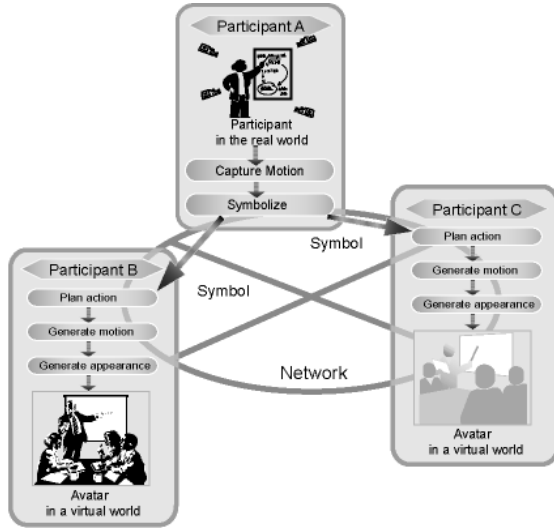 Participant A
Participant
in the real world
Capture Motion
Symbolize
Symbol
Symbol
Network
Participant B
Plan action
Generate motion
Generate appearance
Avatar
in a virtual world
Participant C
Plan action
Generate motion
Generate appearance
Avatar
in a virtual world